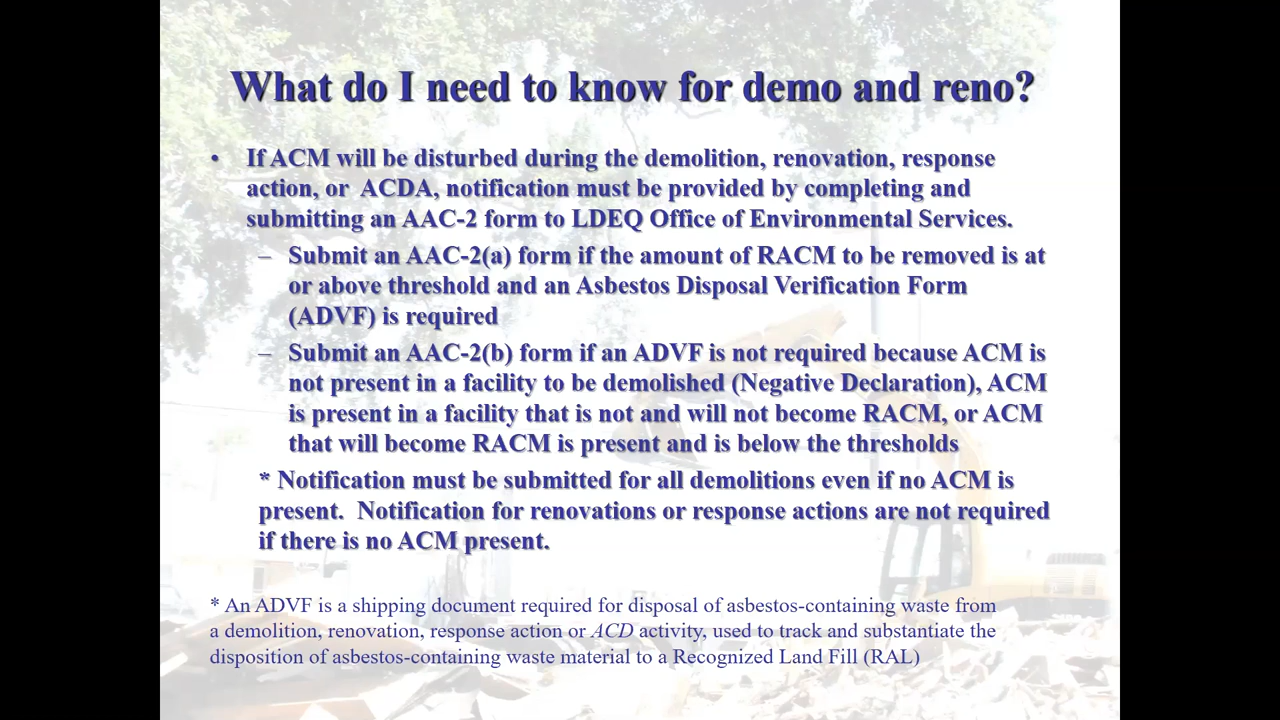 What do I need to know for demo and reno?
• If ACM will be disturbed during the demolition, renovation, response
action, or ACDA, notification must be provided by completing and
submitting an AAC-2 form to LDEQ Office of Environmental Services.
– Submit an AAC-2(a) form if the amount of RACM to be removed is at
or above threshold and an Asbestos Disposal Verification Form
(ADVF) is required
– Submit an AAC-2(b) form if an ADVF is not required because ACM is
not present in a facility to be demolished (Negative Declaration), ACM
is present in a facility that is not and will not become RACM, or ACM
that will become RACM is present and is below the thresholds
* Notification must be submitted for all demolitions even if no ACM is
present. Notification for renovations or response actions are not required
if there is no ACM present.
* An ADVF is a shipping document required for disposal of asbestos-containing waste from
a demolition, renovation, response action or ACD activity, used to track and substantiate the
disposition of asbestos-containing waste material to a Recognized Land Fill (RAL)